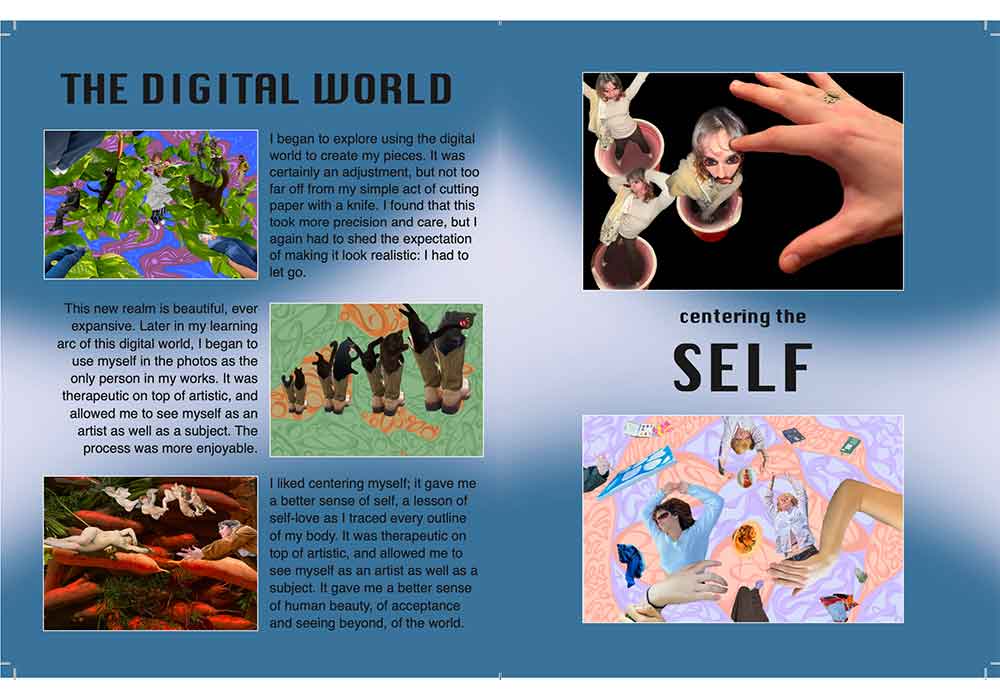 THE DIGITAL WORLD
I began to explore using the digital
world to create my pieces. It was
certainly an adjustment, but not too
far off from my simple act of cutting
paper with a knife. I found that this
took more precision and care, but I
again had to shed the expectation
of making it look realistic: I had to
let go.
This new realm is beautiful, ever
expansive. Later in my learning
arc of this digital world, I began to
use myself in the photos as the
only person in my works. It was
therapeutic on top of artistic, and
allowed me to see myself as an
artist as well as a subject. The
process was more enjoyable.
I liked centering myself; it gave me
a better sense of self, a lesson of
self-love as I traced every outline
of my body. It was therapeutic on
top of artistic, and allowed me to
see myself as an artist as well as a
subject. It gave me a better sense
of human beauty, of acceptance
and seeing beyond, of the world.
centering the
SELF